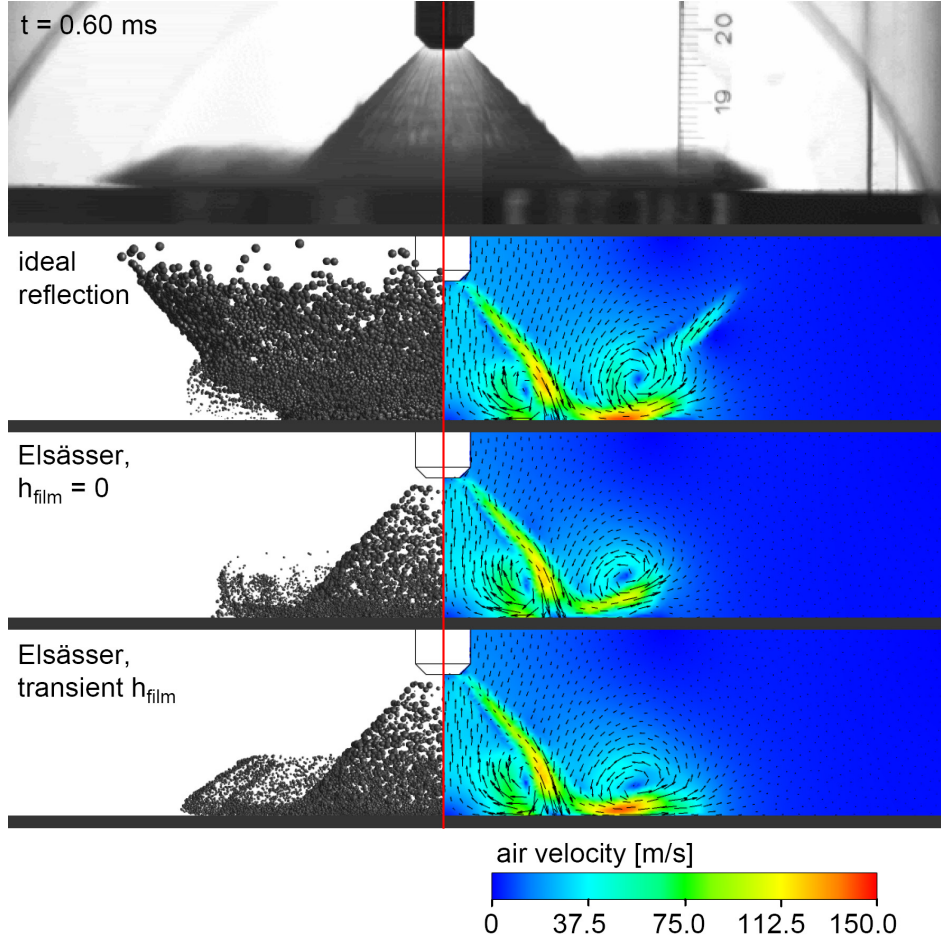 t = 0.60 ms
20
19
ideal
reflection
Elsässer,
h_film = 0
Elsässer,
transient h_film
air velocity [m/s]
0 37.5 75.0 112.5 150.0